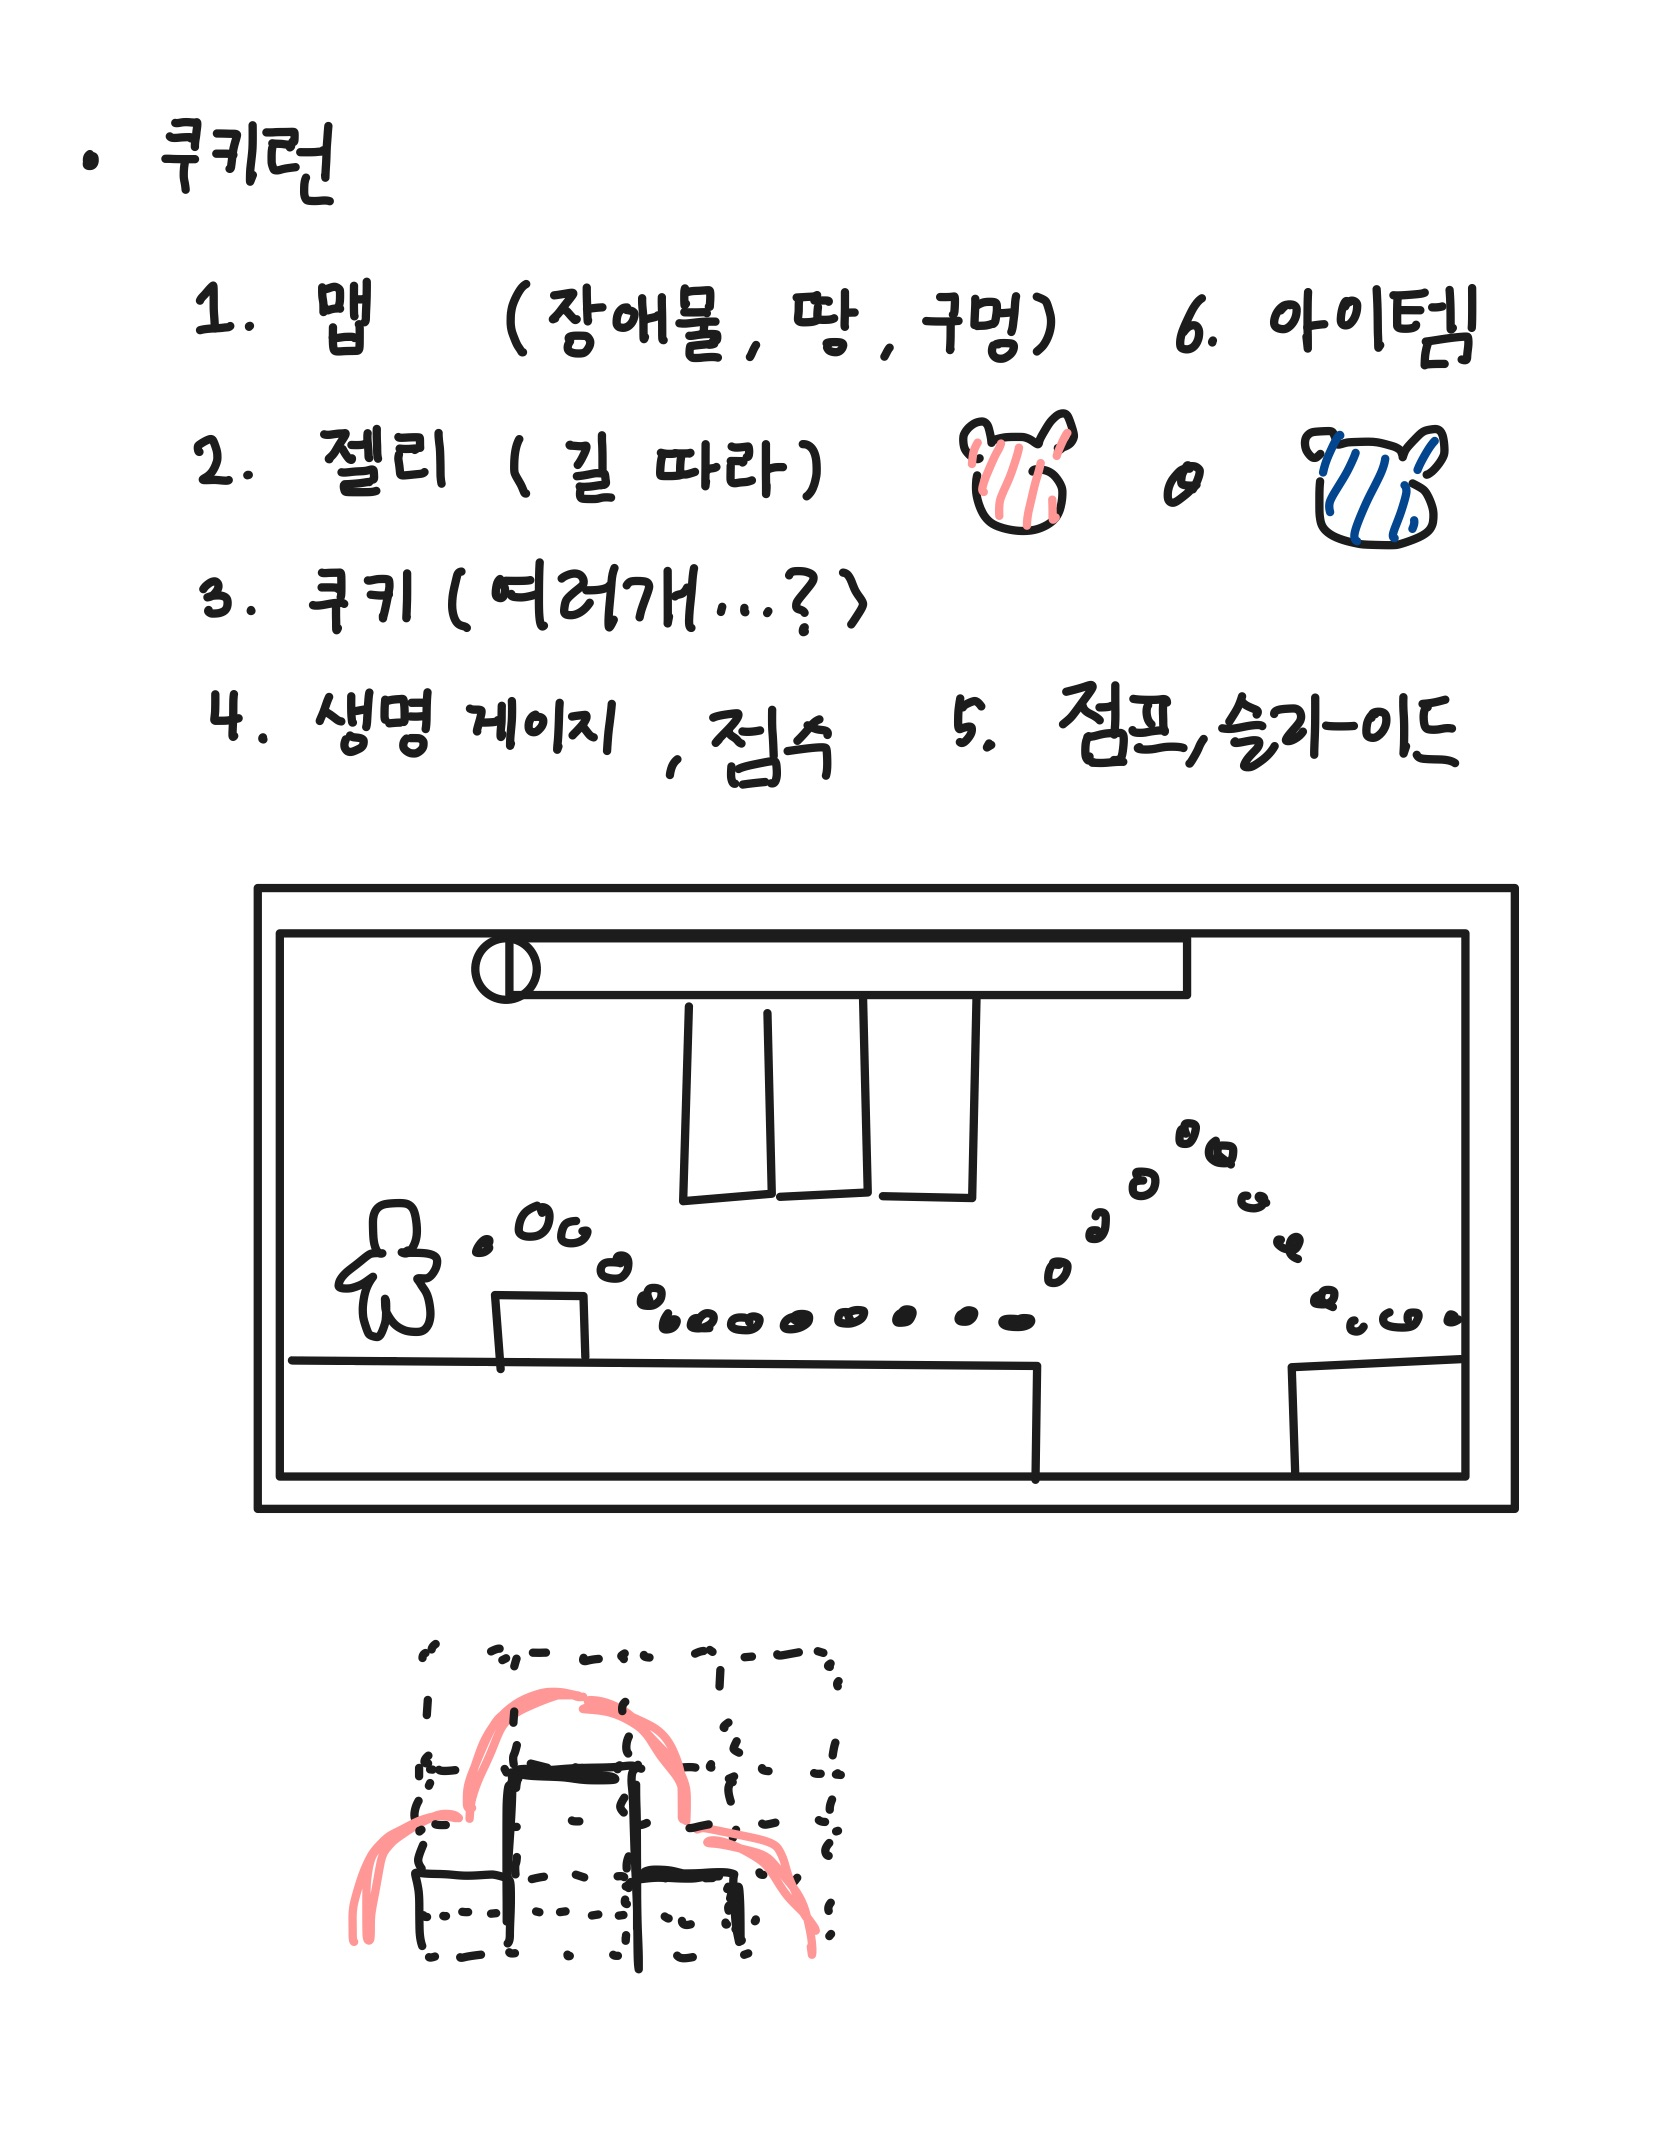 • 쿠키런
1. 맵 (장애물, 땅, 구멍) 6. 아이템
2. 젤리 (길 따라)
3. 쿠키 (여러개...?)
4. 생명 게이지, 점수 5. 점프, 슬라이드